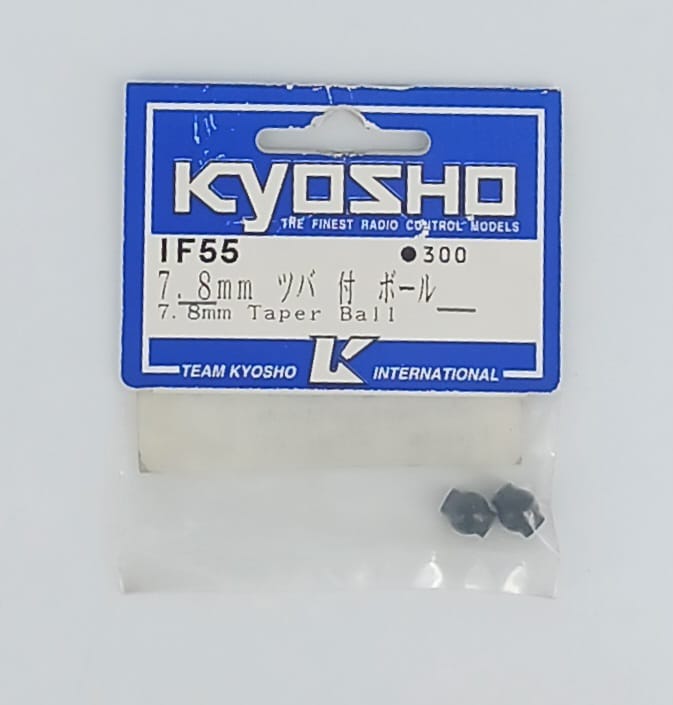 KYOSHO
THE FINEST RADIO CONTROL MODELS
IF55 ●300
7.8mm ツバ 付 ボール
7.8mm Taper Ball
TEAM KYOSHO K INTERNATIONAL